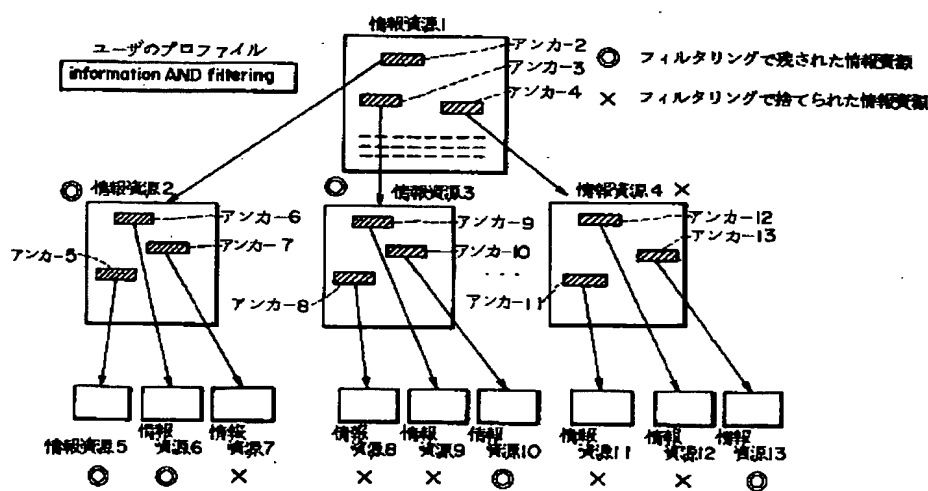 情報資源1
ユーザのプロファイル
information AND filtering
アンカー2
アンカー3
アンカー4
◎ フィルタリングで残された情報資源
× フィルタリングで捨てられた情報資源
◎ 情報資源2
◎ 情報資源3
情報資源4 ×
アンカー6
アンカー7
アンカー5
アンカー9
アンカー10
アンカー8
・・・
アンカー12
アンカー13
アンカー11
情報資源5
情報
資源6
情報
資源7
情報
資源8
情報
資源9
情報
資源10
情報
資源11
情報
資源12
情報
資源13
◎ ◎ × × × ◎ × × ◎